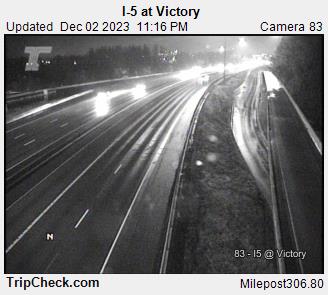 I-5 at Victory
Updated Dec 02 2023 11:16 PM Camera 83
T
N
83 - I5 @ Victory
TripCheck.com Milepost306.80